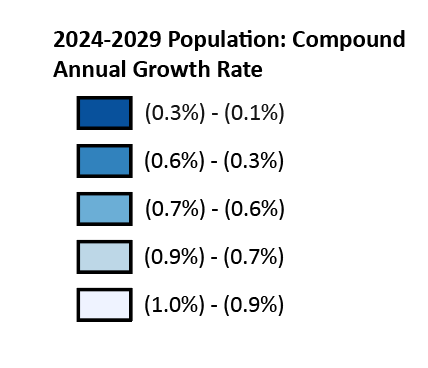 2024-2029 Population: Compound
Annual Growth Rate
(0.3%) - (0.1%)
(0.6%) - (0.3%)
(0.7%) - (0.6%)
(0.9%) - (0.7%)
(1.0%) - (0.9%)